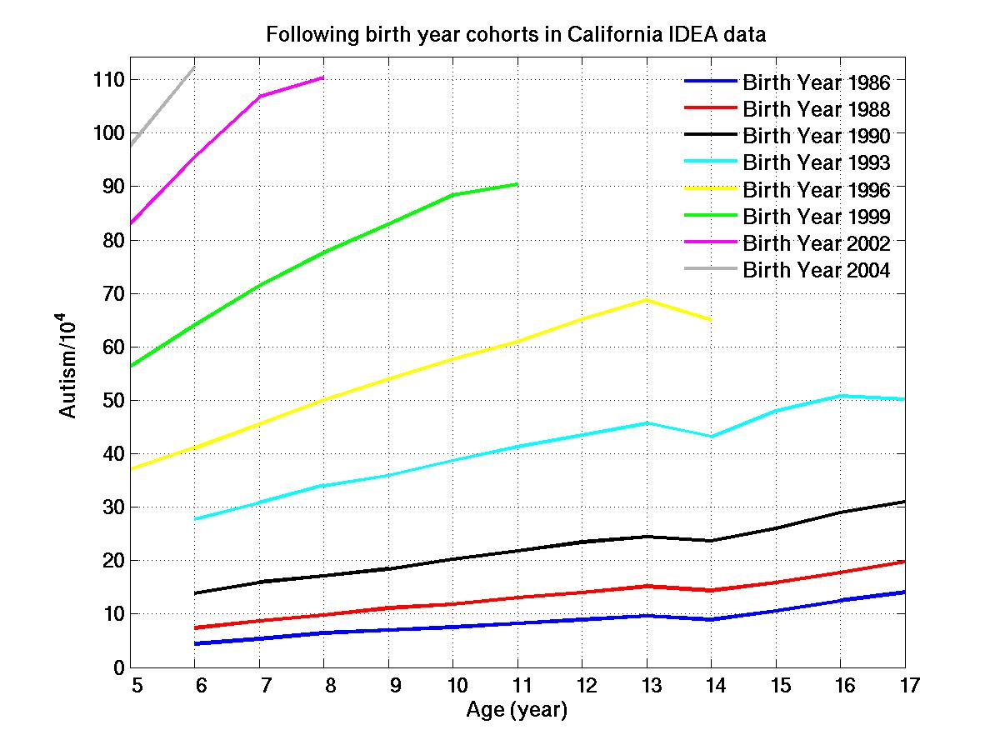 Following birth year cohorts in California IDEA data
Autism/10⁴
110
100
90
80
70
60
50
40
30
20
10
0
Birth Year 1986
Birth Year 1988
Birth Year 1990
Birth Year 1993
Birth Year 1996
Birth Year 1999
Birth Year 2002
Birth Year 2004
5 6 7 8 9 10 11 12 13 14 15 16 17
Age (year)